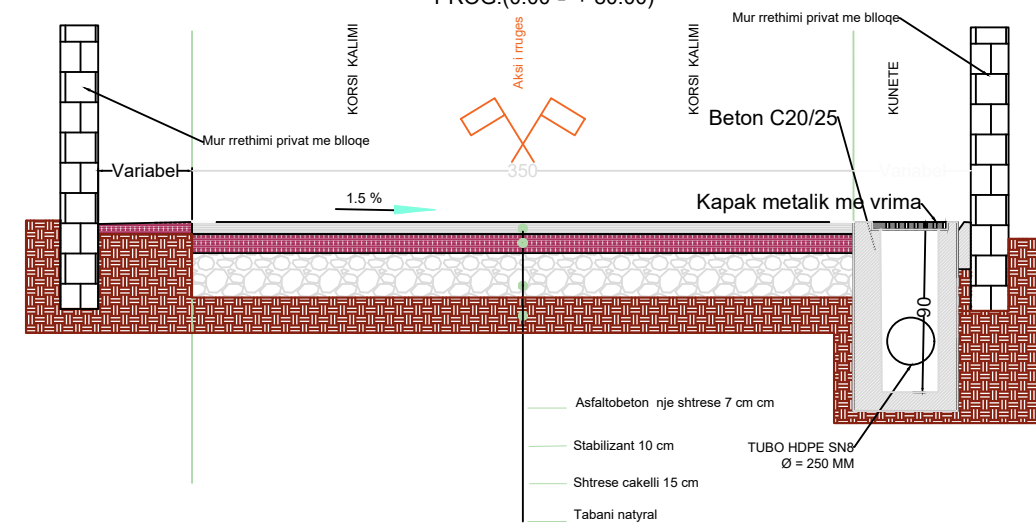 Mur rrethimi privat me blloqe
KORSI KALIMI
Aksi i rruges
KORSI KALIMI
KUNETE
Beton C20/25
Mur rrethimi privat me blloqe
Variabel
350
Variabel
1.5 %
Kapak metalik me vrima
90
Asfaltobeton nje shtrese 7 cm cm
Stabilizant 10 cm
TUBO HDPE SN8
Ø = 250 MM
Shtrese cakelli 15 cm
Tabani natyral